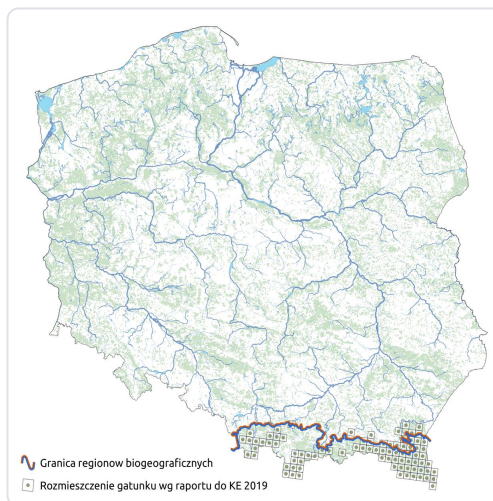 Granica regionow biogeograficznych
Rozmieszczenie gatunku wg raportu do KE 2019